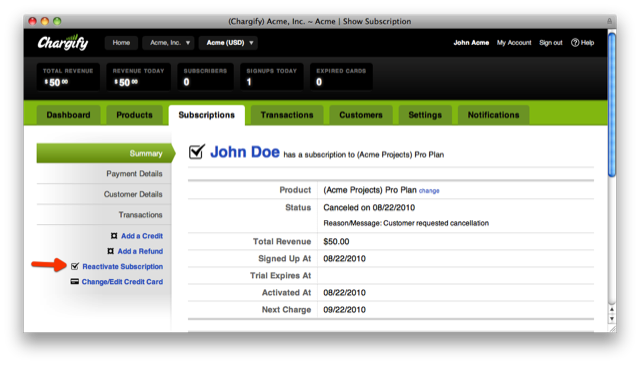 (Chargify) Acme, Inc. ~ Acme | Show Subscription
Chargify Home Acme, Inc. ▼ Acme (USD) ▼ John Acme My Account Sign out ? Help
TOTAL REVENUE REVENUE TODAY SUBSCRIBERS SIGNUPS TODAY EXPIRED CARDS
$50.00 $50.00 0 1 0
Dashboard Products Subscriptions Transactions Customers Settings Notifications
Summary
Payment Details
Customer Details
Transactions
Add a Credit
Add a Refund
Reactivate Subscription
Change/Edit Credit Card
John Doe has a subscription to (Acme Projects) Pro Plan
Product (Acme Projects) Pro Plan change
Status Canceled on 08/22/2010
Reason/Message: Customer requested cancellation
Total Revenue $50.00
Signed Up At 08/22/2010
Trial Expires At
Activated At 08/22/2010
Next Charge 09/22/2010